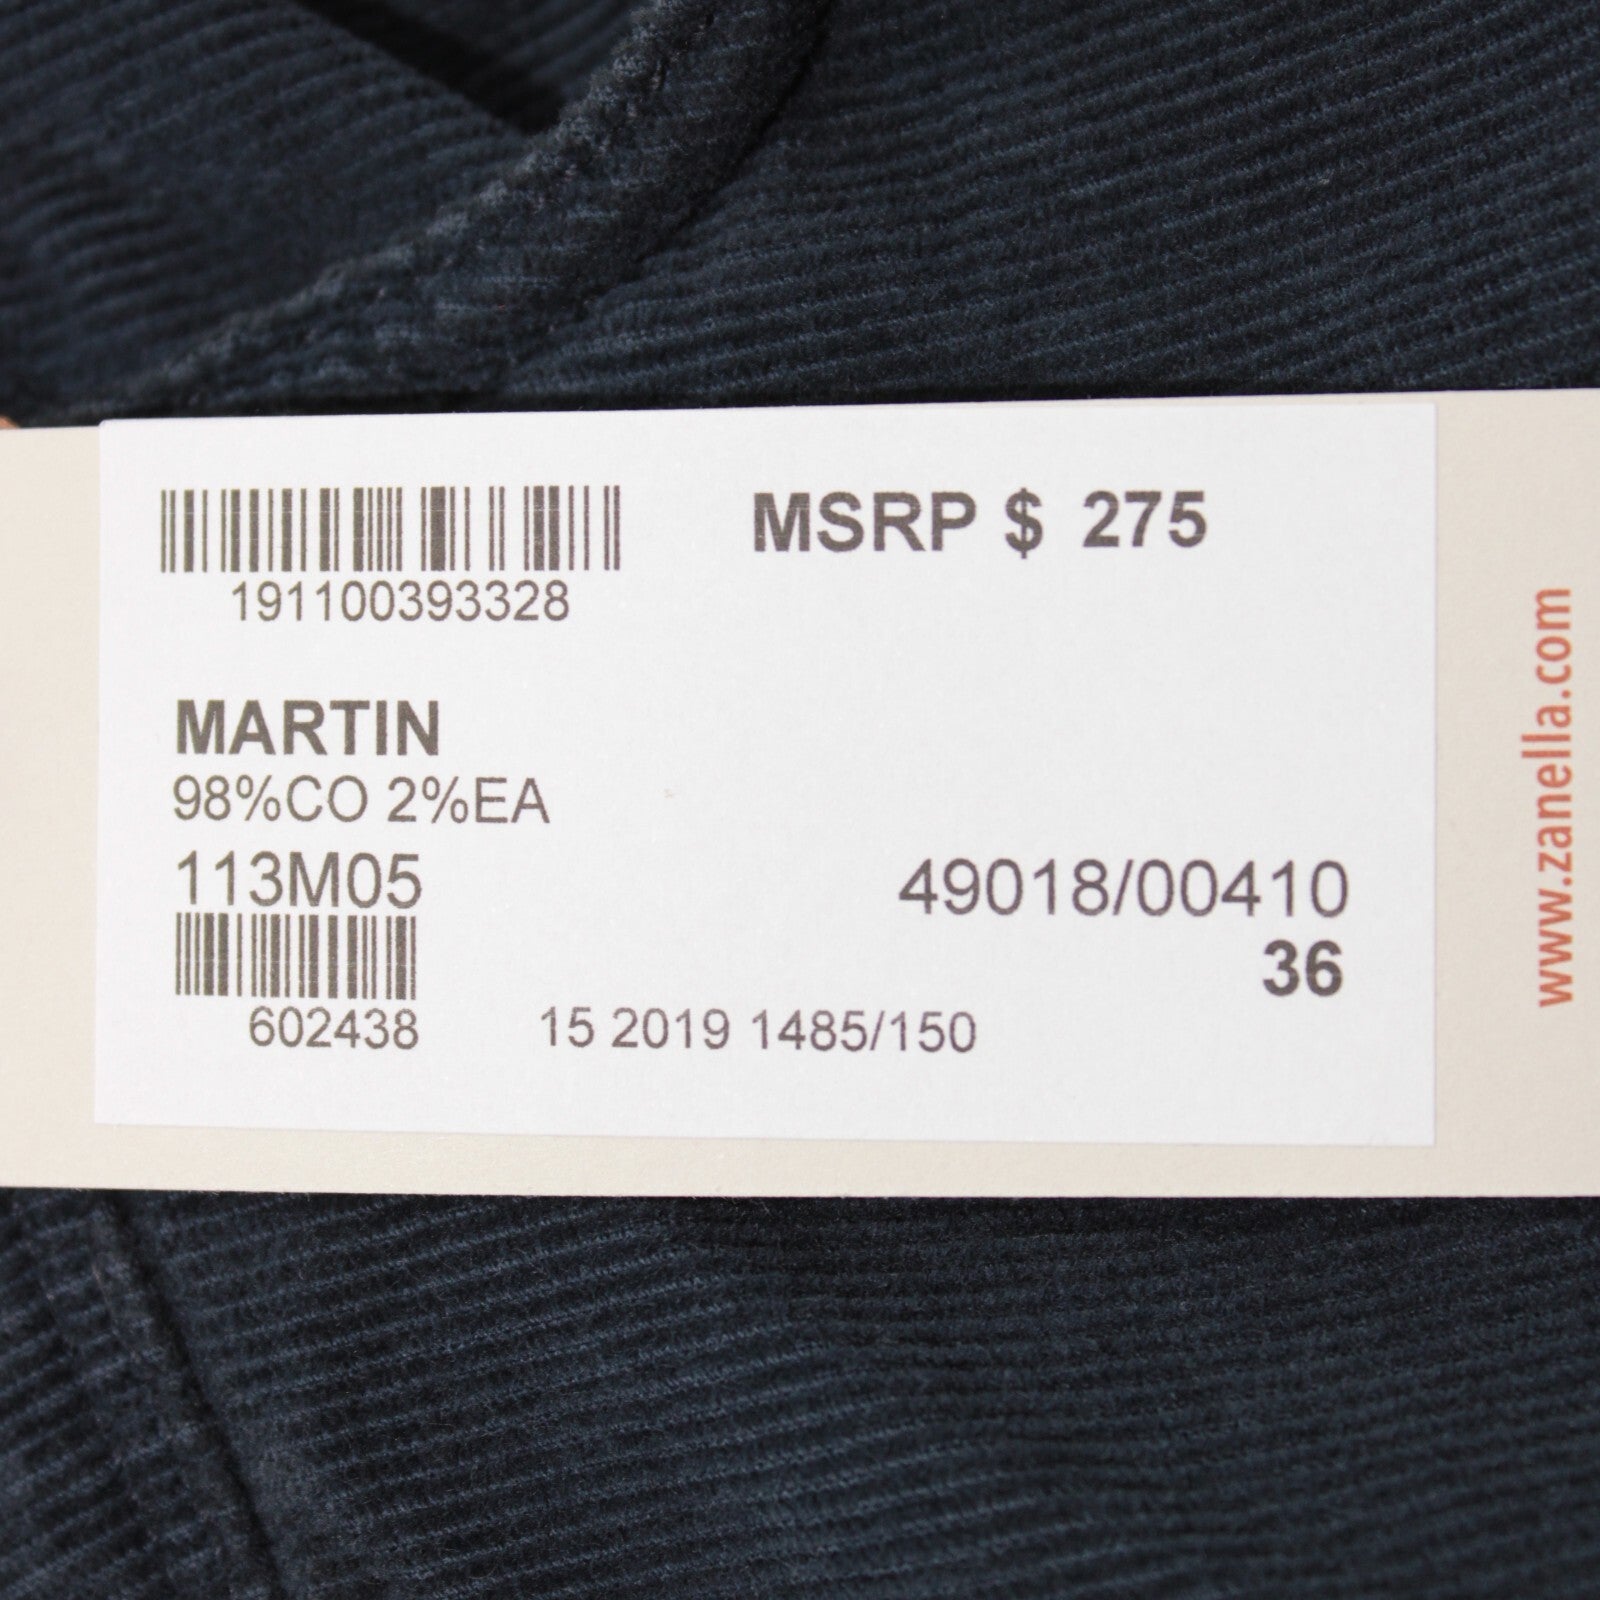 MSRP $ 275
191100393328
MARTIN
98%CO 2%EA
113M05
49018/00410
36
602438
15 2019 1485/150
www.zanella.com